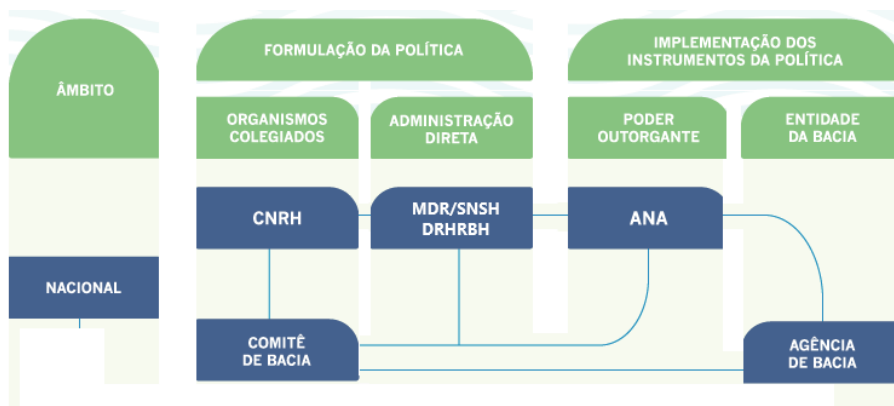 ÂMBITO
FORMULAÇÃO DA POLÍTICA
IMPLEMENTAÇÃO DOS
INSTRUMENTOS DA POLÍTICA
ORGANISMOS
COLEGIADOS
ADMINISTRAÇÃO
DIRETA
PODER
OUTORGANTE
ENTIDADE
DA BACIA
NACIONAL
CNRH
MDR/SNSH
DRHRBH
ANA
COMITÊ
DE BACIA
AGÊNCIA
DE BACIA